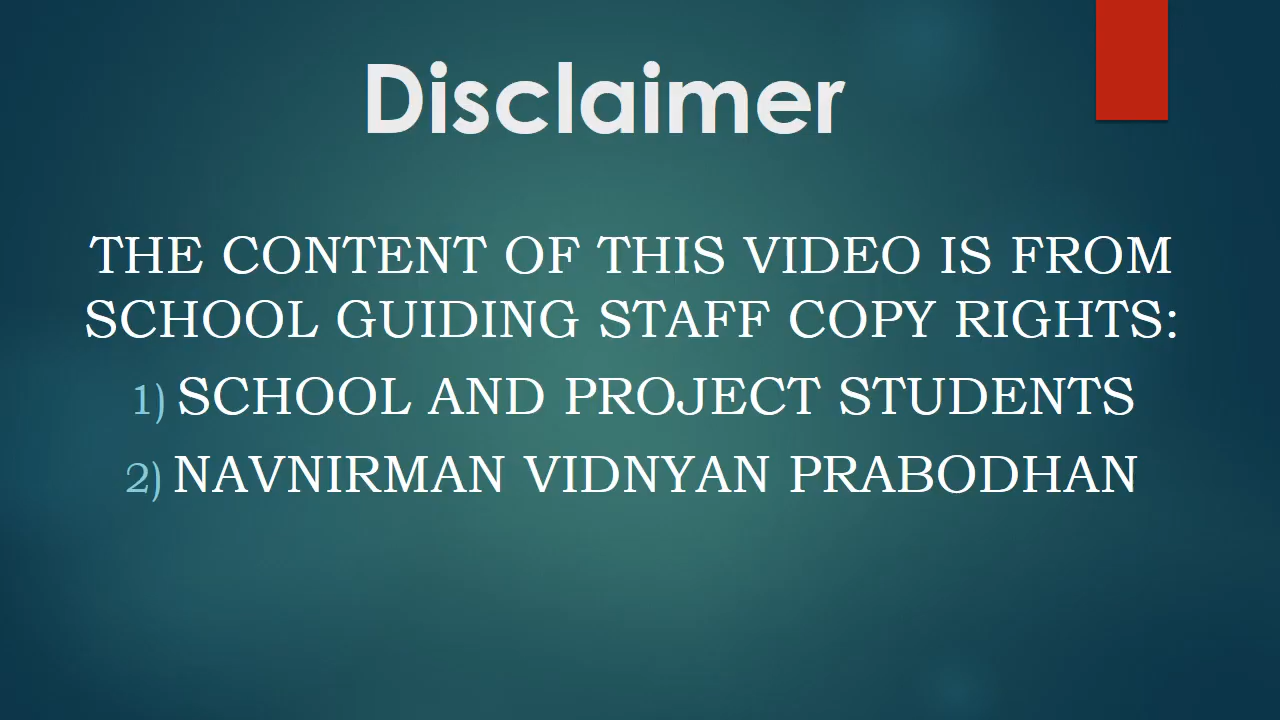 Disclaimer
THE CONTENT OF THIS VIDEO IS FROM
SCHOOL GUIDING STAFF COPY RIGHTS:
1) SCHOOL AND PROJECT STUDENTS
2) NAVNIRMAN VIDNYAN PRABODHAN